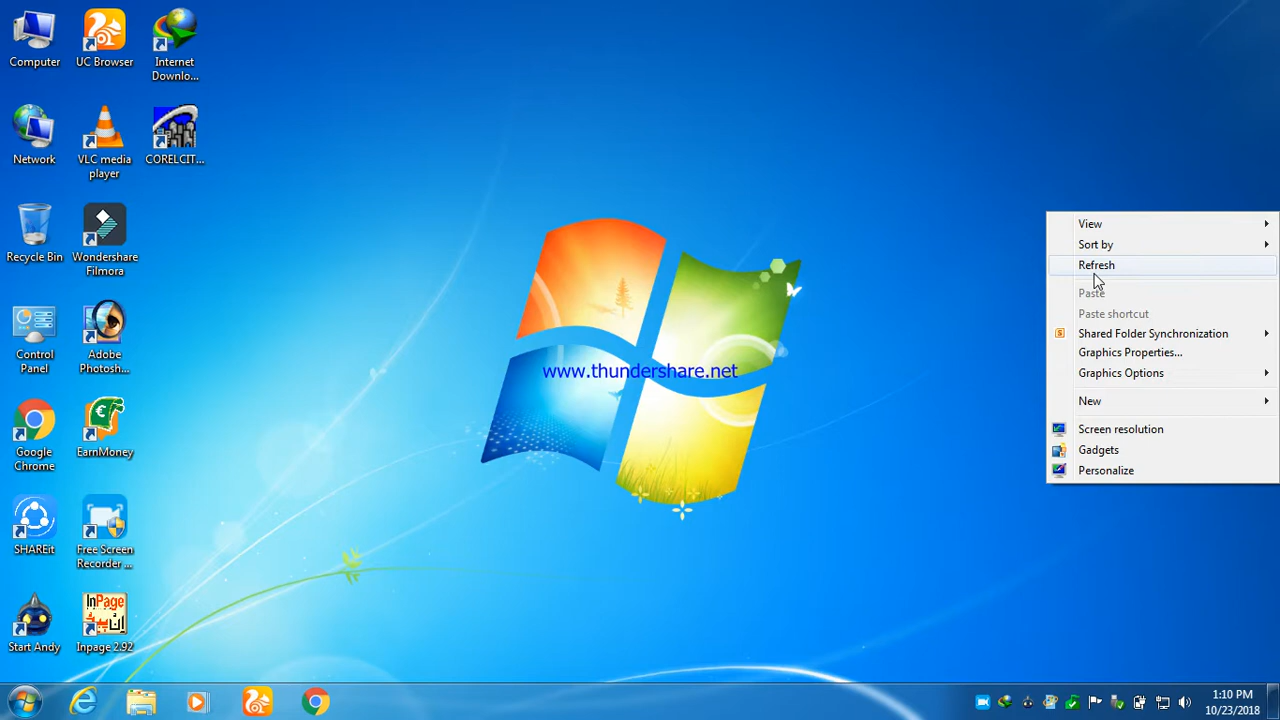 Computer
UC Browser
Internet
Downlo...
Network
VLC media
player
CORELCIT...
Recycle Bin
Wondershare
Filmora
Control
Panel
Adobe
Photosh...
Google
Chrome
EarnMoney
SHAREit
Free Screen
Recorder ...
Start Andy
InPage
ان پیج
Inpage 2.92
www.thundershare.net
View
Sort by
Refresh
Paste
Paste shortcut
Shared Folder Synchronization
Graphics Properties...
Graphics Options
New
Screen resolution
Gadgets
Personalize
1:10 PM
10/23/2018